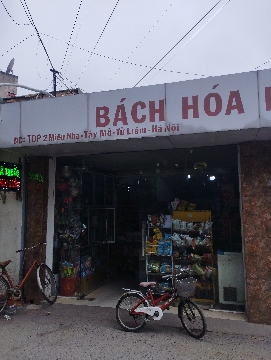 BÁCH HÓA
ĐC: TDP 2 Miêu Nha - Tây Mỗ - Từ Liêm - Hà Nội